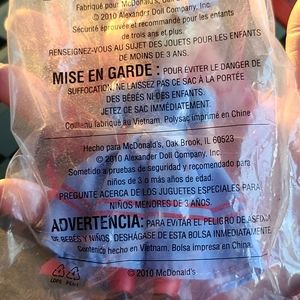 Fabriqué pour McDonald's, Oak Brook, IL
© 2010 Alexander Doll Company, Inc.
Sécurité éprouvée et recommandée pour les enfants
de trois ans et plus.
RENSEIGNEZ-VOUS AU SUJET DES JOUETS POUR LES ENFANTS
DE MOINS DE 3 ANS.
MISE EN GARDE : POUR ÉVITER LE DANGER DE
SUFFOCATION, NE LAISSEZ PAS CE SAC À LA PORTÉE
DES BÉBÉS NI DES ENFANTS.
JETEZ CE SAC IMMÉDIATEMENT.
Contenu fabriqué au Vietnam. Polysac imprimé en Chine
Hecho para McDonald's, Oak Brook, IL 60523
© 2010 Alexander Doll Company, Inc.
Sometido a pruebas de seguridad y recomendado para
niños de 3 o más años de edad.
PREGUNTE ACERCA DE LOS JUGUETES ESPECIALES PARA
NIÑOS MENORES DE 3 AÑOS.
ADVERTENCIA: PARA EVITAR EL PELIGRO DE ASFIXIA
DE BEBÉS Y NIÑOS, DESHÁGASE DE ESTA BOLSA INMEDIATAMENTE.
Contenido hecho en Vietnam. Bolsa impresa en China.
© 2010 McDonald's
LDPE